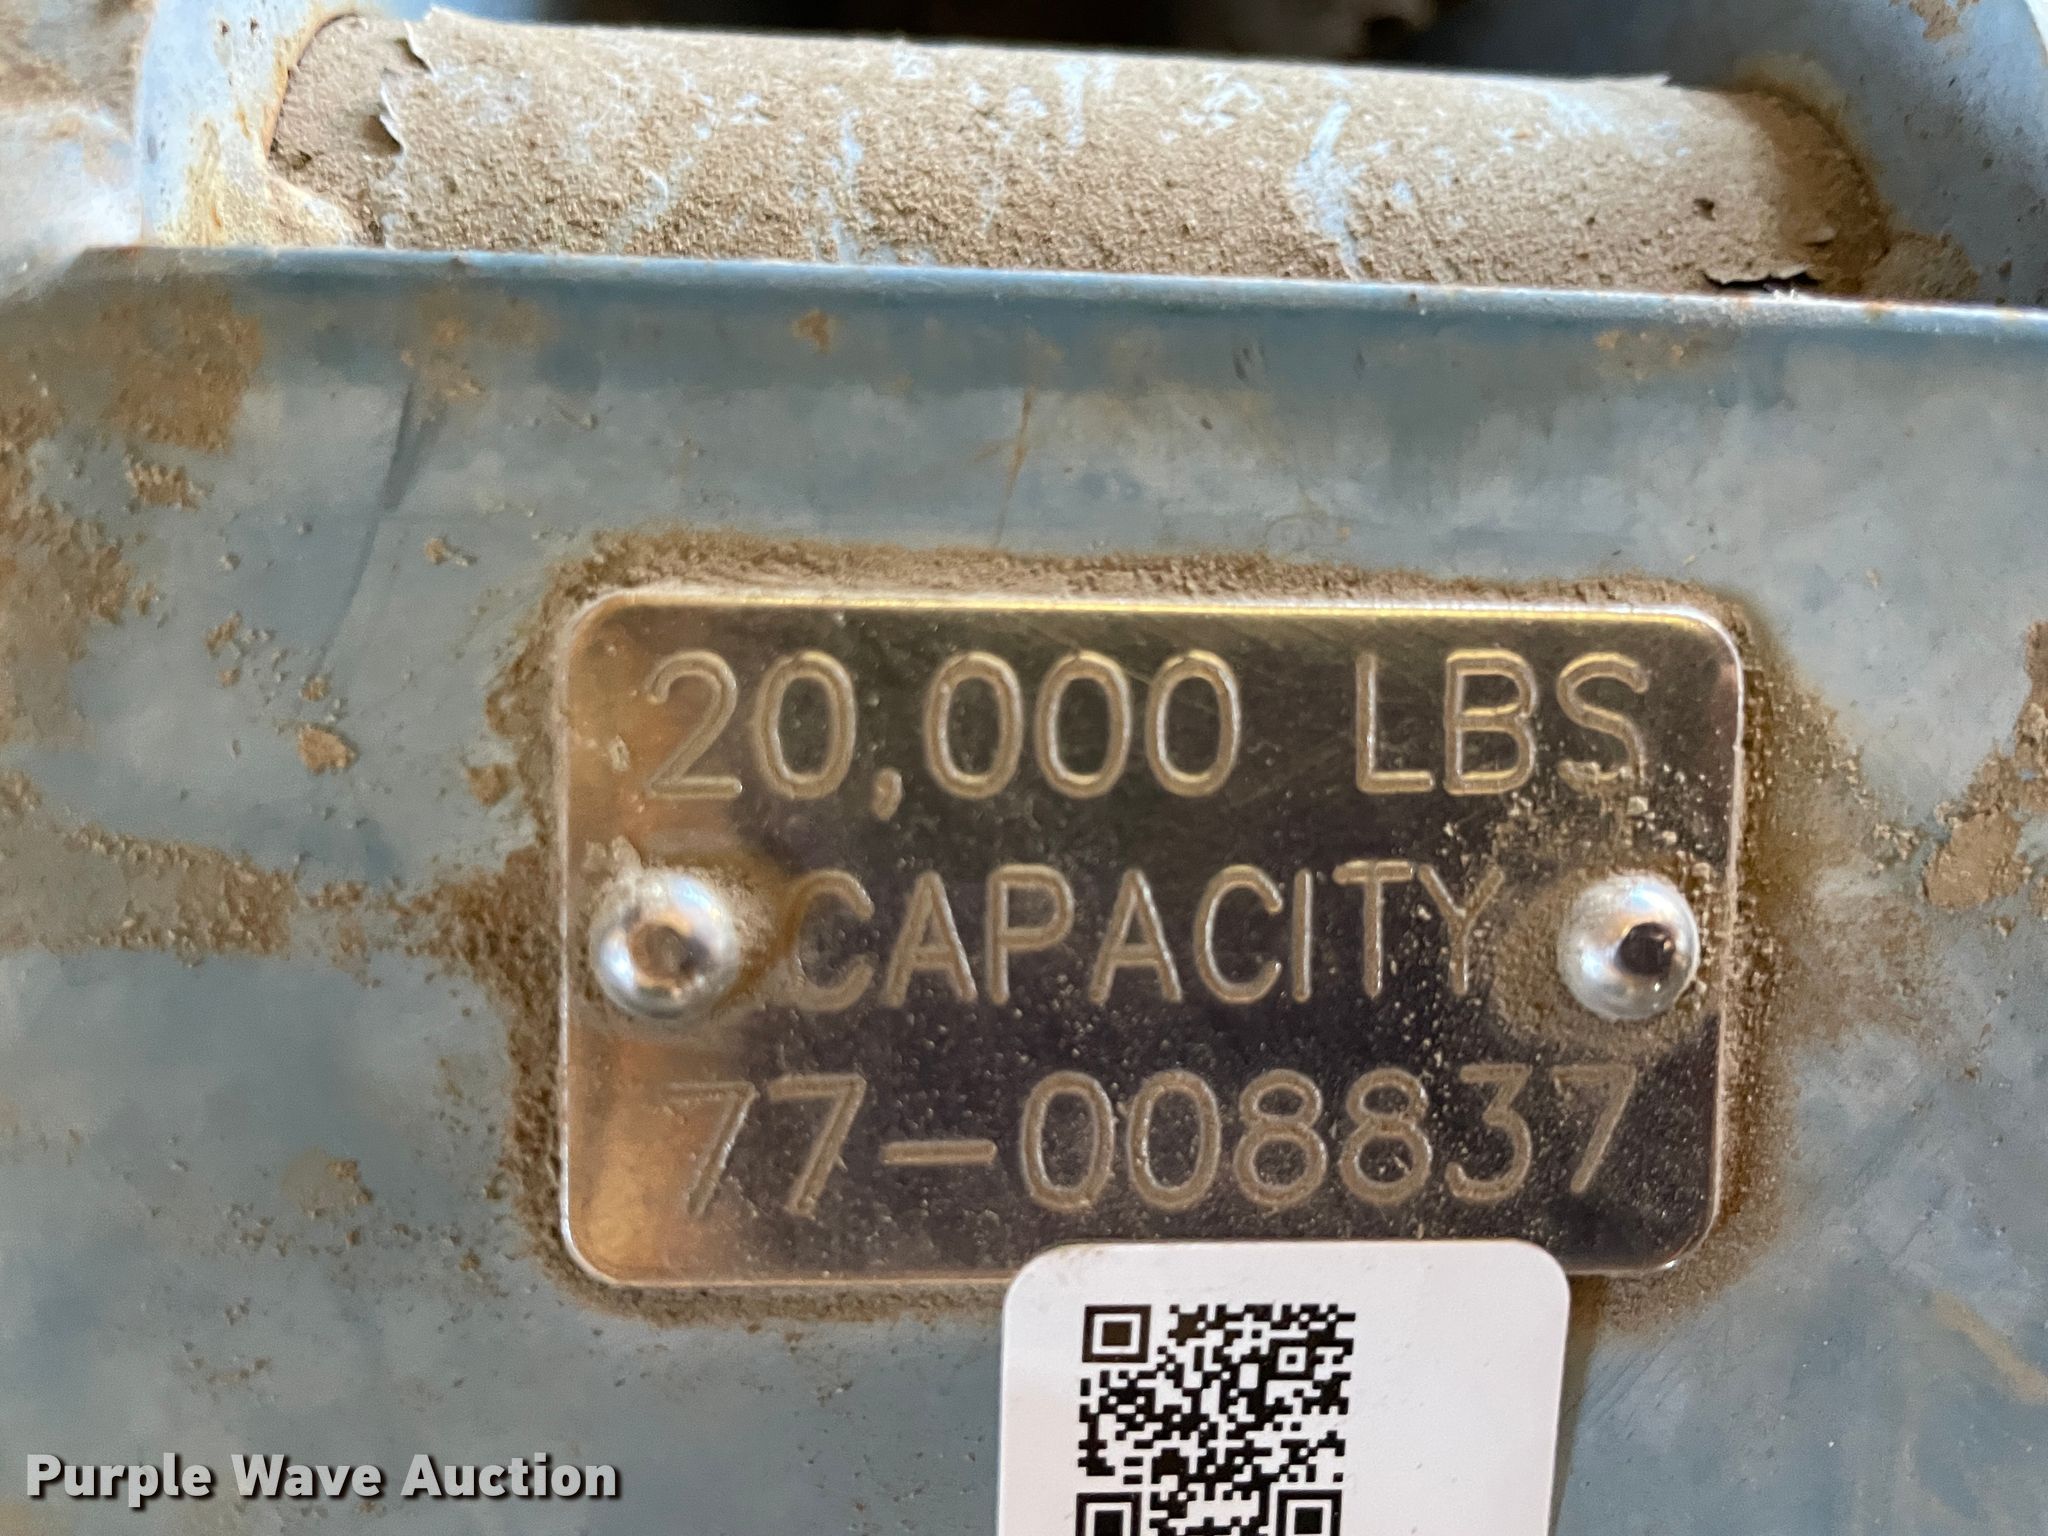 20,000 LBS
CAPACITY
77-008837
Purple Wave Auction